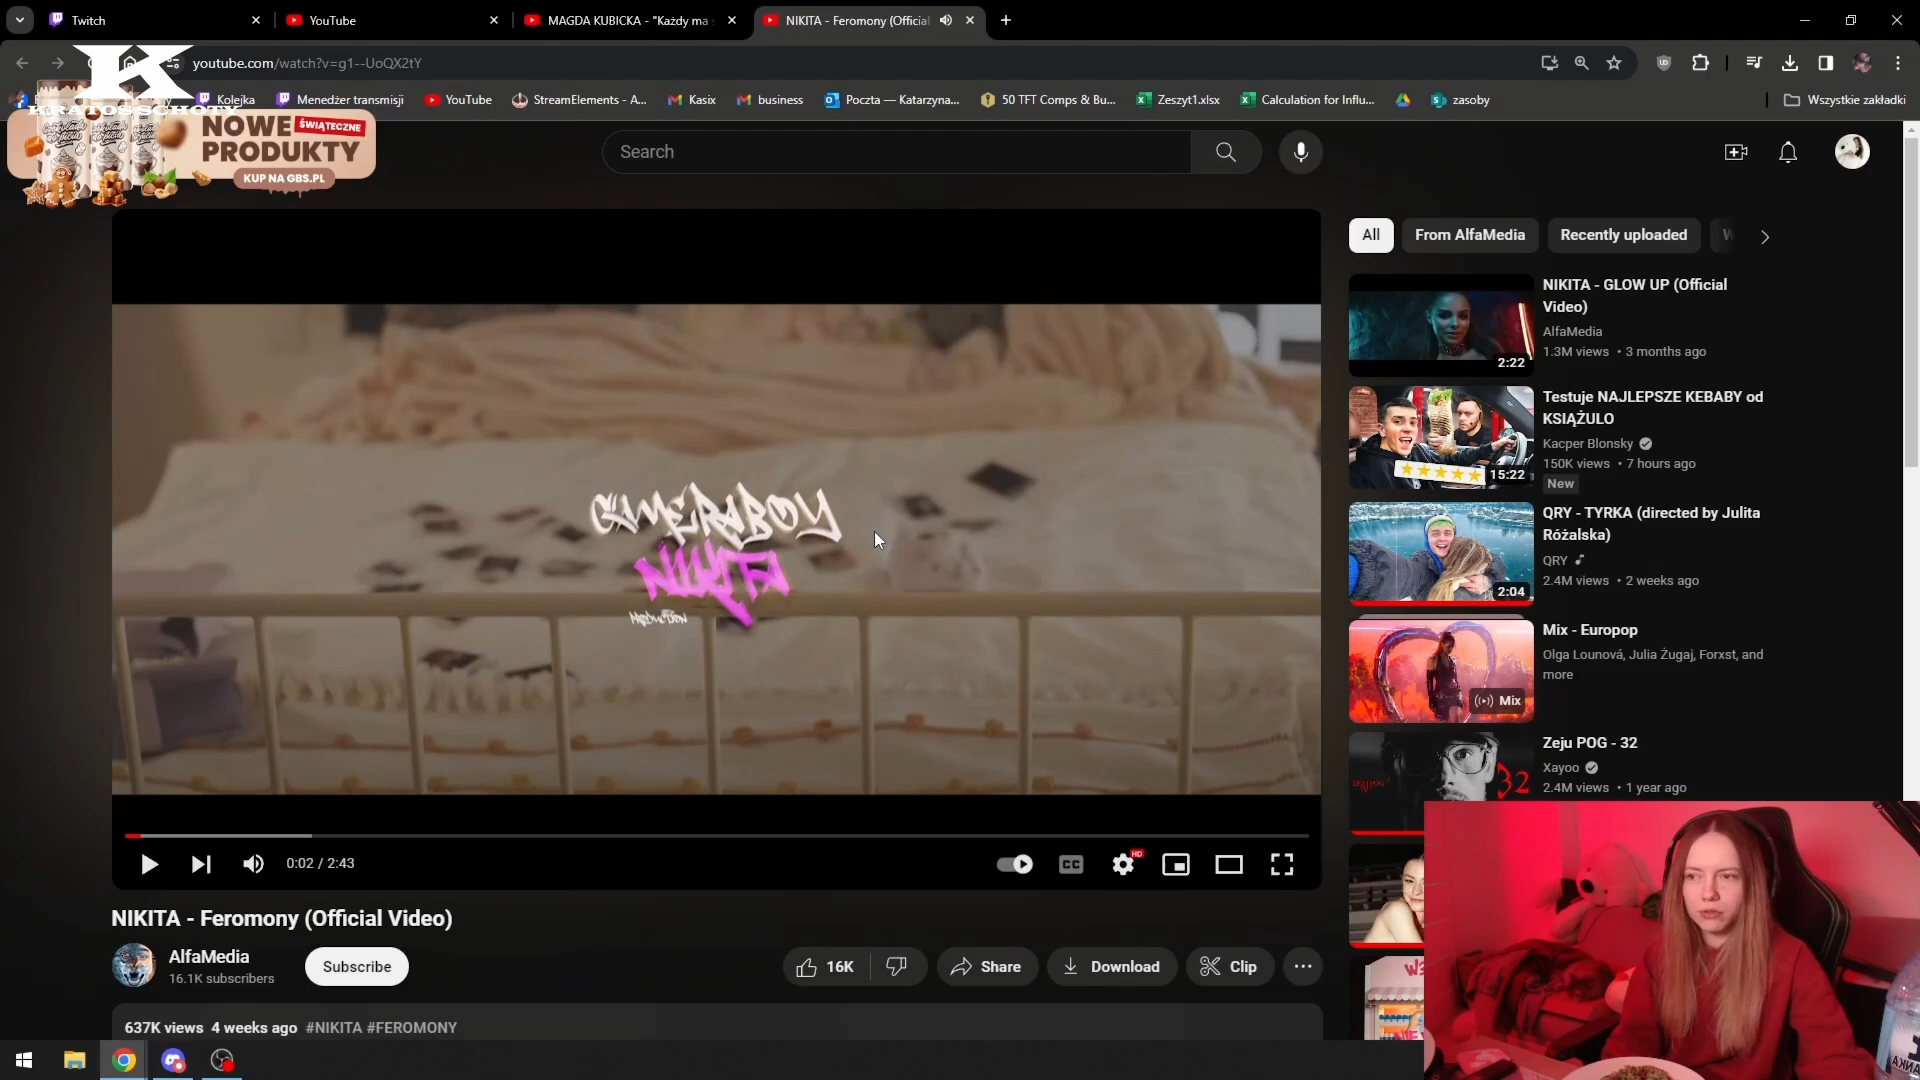 Twitch
YouTube
MAGDA KUBICKA - "Każdy ma
NIKITA - Feromony (Official
youtube.com/watch?v=g1--UoQX2tY
K
KRATOS SCHOTY
Kolejka
Menedżer transmisji
YouTube
StreamElements - A...
Kasix
business
Poczta — Katarzyna...
50 TFT Comps & Bu...
Zeszyt1.xlsx
Calculation for Influ...
zasoby
Wszystkie zakładki
NOWE
ŚWIĄTECZNE
PRODUKTY
KUP NA GBS.PL
Search
All
From AlfaMedia
Recently uploaded
NIKITA - GLOW UP (Official
Video)
AlfaMedia
1.3M views • 3 months ago
2:22
Testuje NAJLEPSZE KEBABY od
KSIĄŻULO
Kacper Blonsky
150K views • 7 hours ago
New
15:22
QRY - TYRKA (directed by Julita
Różalska)
QRY
2.4M views • 2 weeks ago
2:04
Mix - Europop
Olga Lounová, Julia Żugaj, Forxst, and
more
Mix
Zeju POG - 32
Xayoo
2.4M views • 1 year ago
32
CAMERABOY
NIKITA
PRODUCTION
0:02 / 2:43
CC
HD
NIKITA - Feromony (Official Video)
AlfaMedia
16.1K subscribers
Subscribe
16K
Share
Download
Clip
637K views 4 weeks ago #NIKITA #FEROMONY